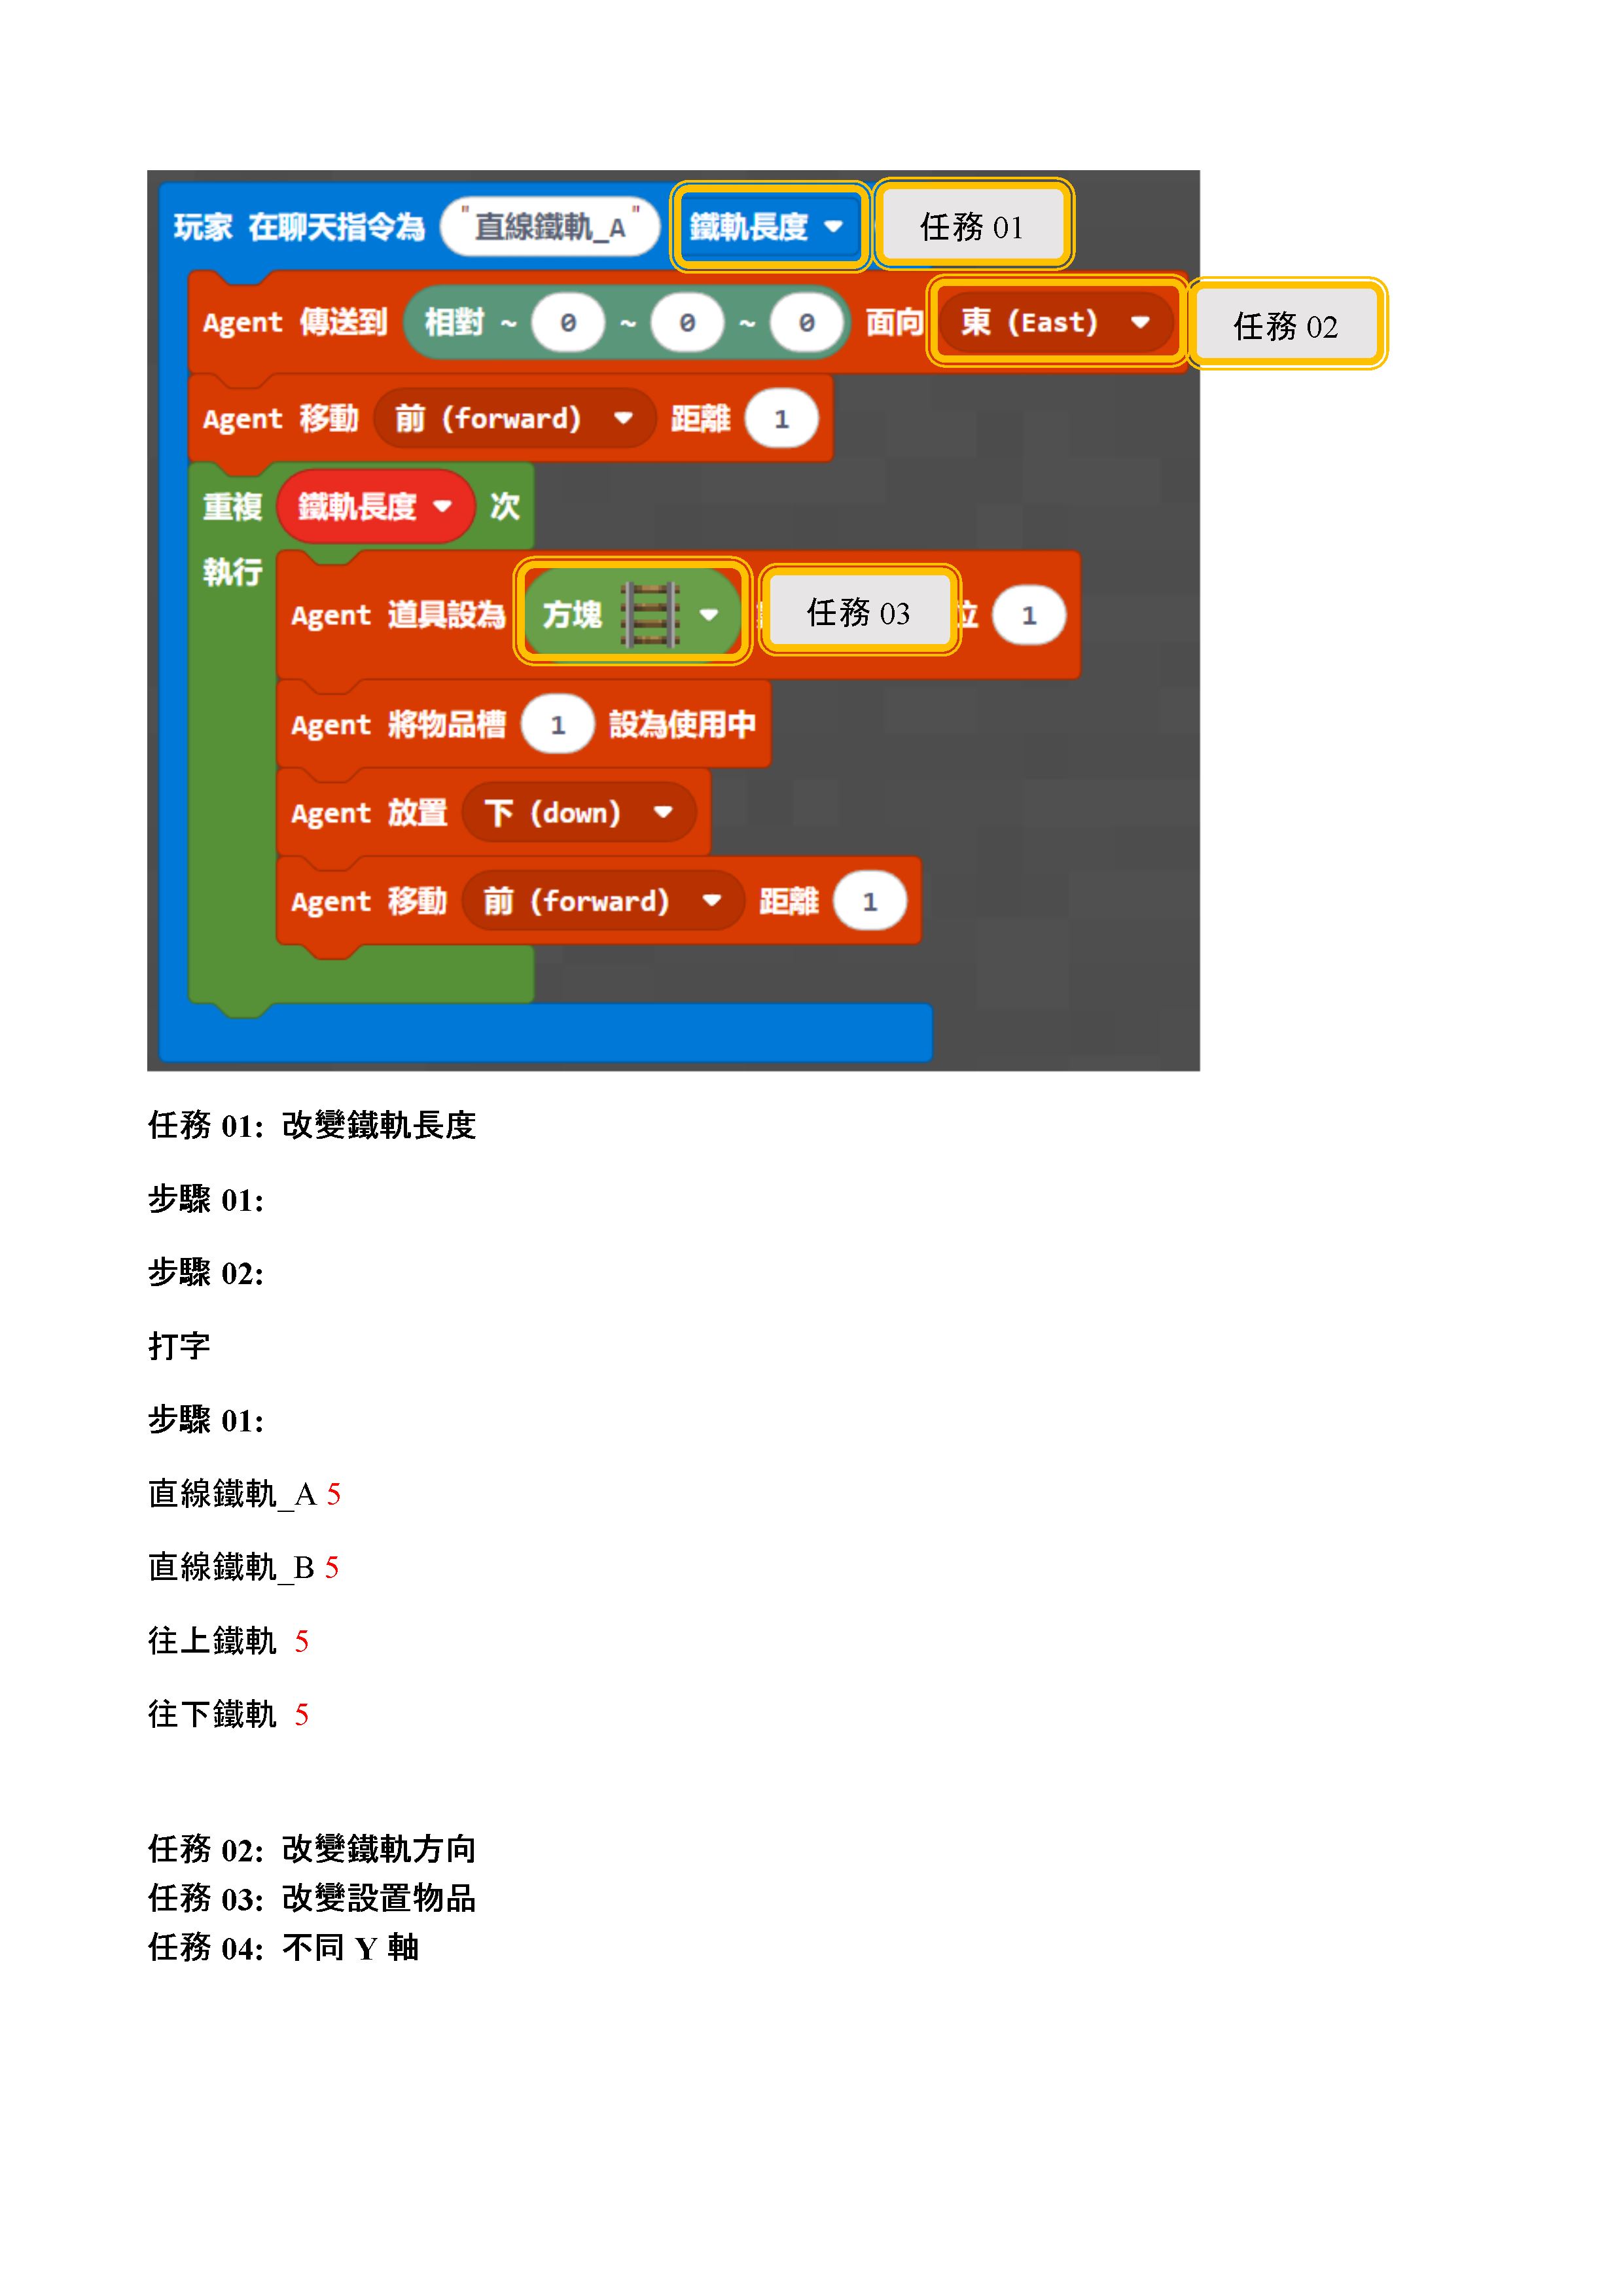 玩家 在聊天指令為 "直線鐵軌_A" 鐵軌長度 任務 01
Agent 傳送到 相對 ~ 0 ~ 0 ~ 0 面向 東 (East) 任務 02
Agent 移動 前 (forward) 距離 1
重複 鐵軌長度 次
執行
Agent 道具設為 方塊 任務 03 位 1
Agent 將物品槽 1 設為使用中
Agent 放置 下 (down)
Agent 移動 前 (forward) 距離 1
任務 01: 改變鐵軌長度
步驟 01:
步驟 02:
打字
步驟 01:
直線鐵軌_A 5
直線鐵軌_B 5
往上鐵軌 5
往下鐵軌 5
任務 02: 改變鐵軌方向
任務 03: 改變設置物品
任務 04: 不同 Y 軸